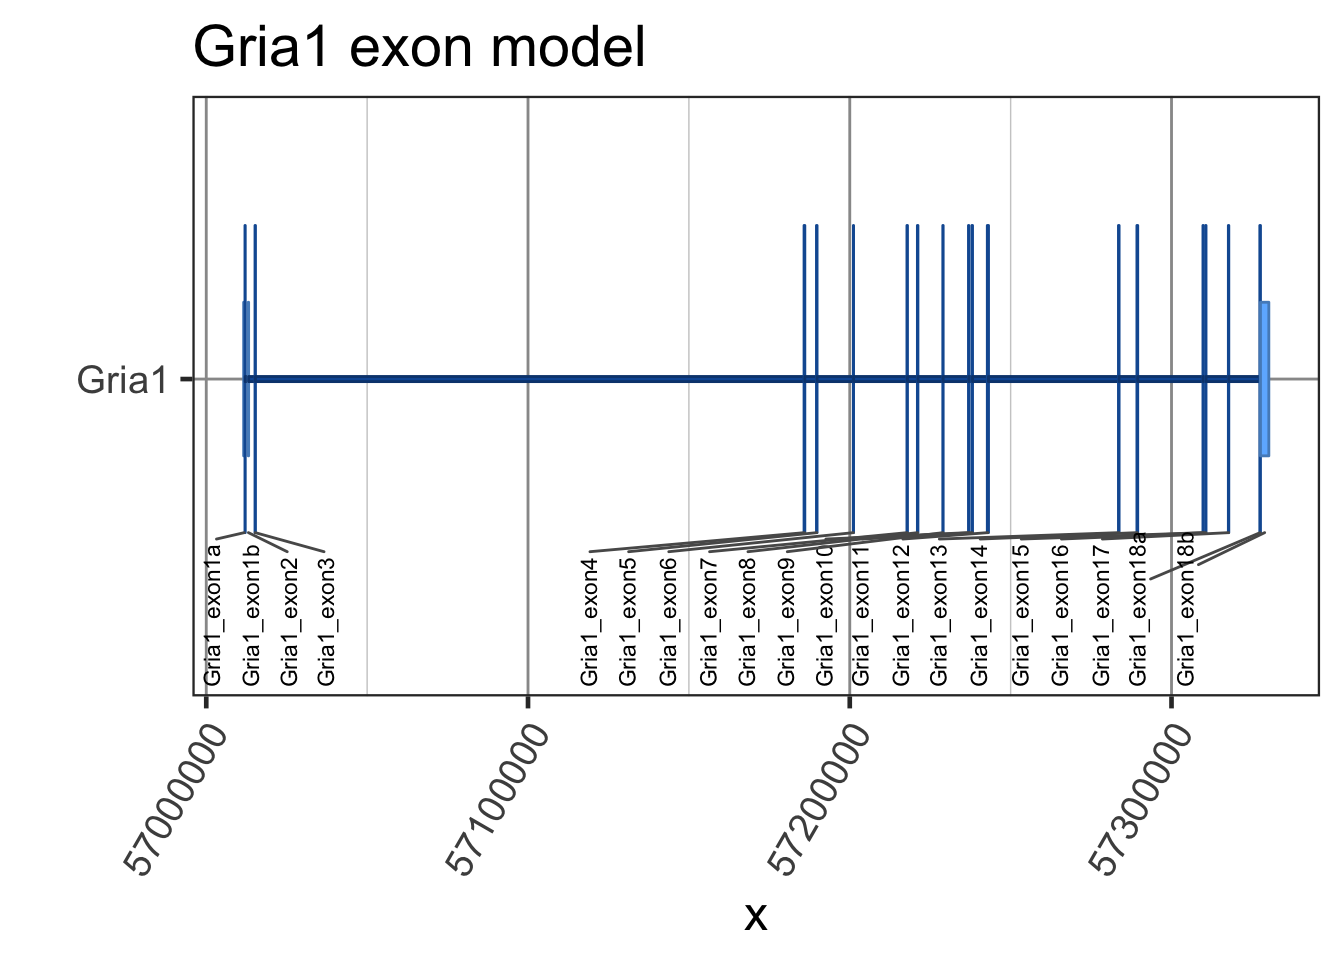 Gria1 exon model
Gria1
Gria1_exon1a
Gria1_exon1b
Gria1_exon2
Gria1_exon3
Gria1_exon4
Gria1_exon5
Gria1_exon6
Gria1_exon7
Gria1_exon8
Gria1_exon9
Gria1_exon10
Gria1_exon11
Gria1_exon12
Gria1_exon13
Gria1_exon14
Gria1_exon15
Gria1_exon16
Gria1_exon17
Gria1_exon18a
Gria1_exon18b
57000000
57100000
57200000
57300000
x